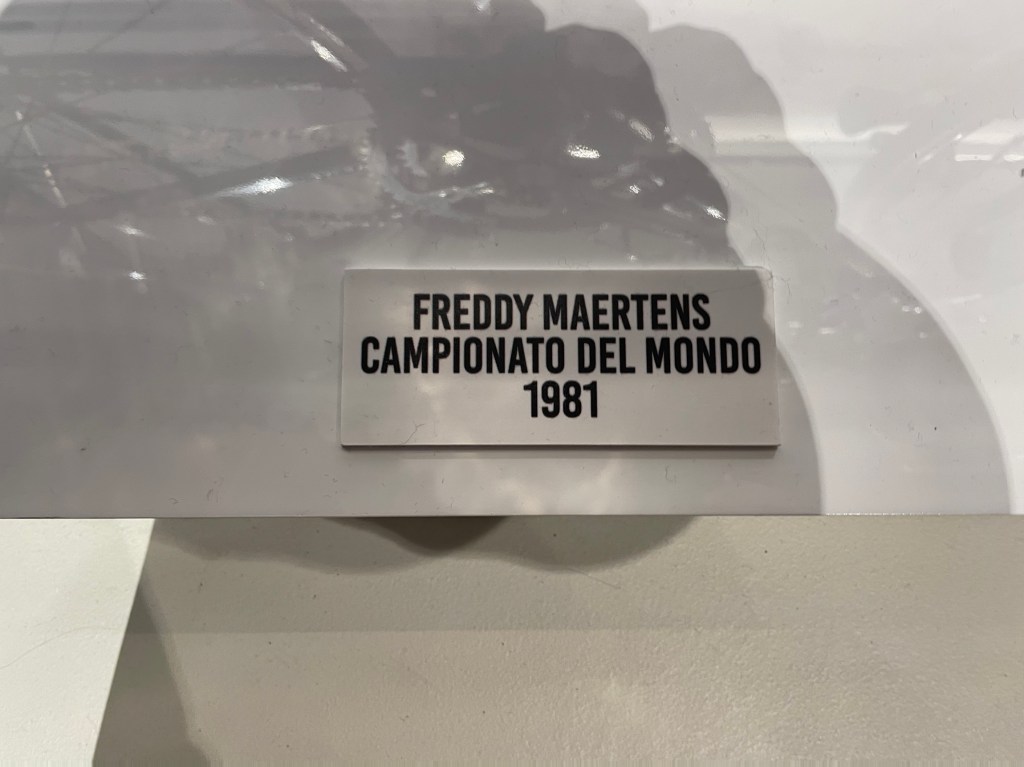 FREDDY MAERTENS
CAMPIONATO DEL MONDO
1981